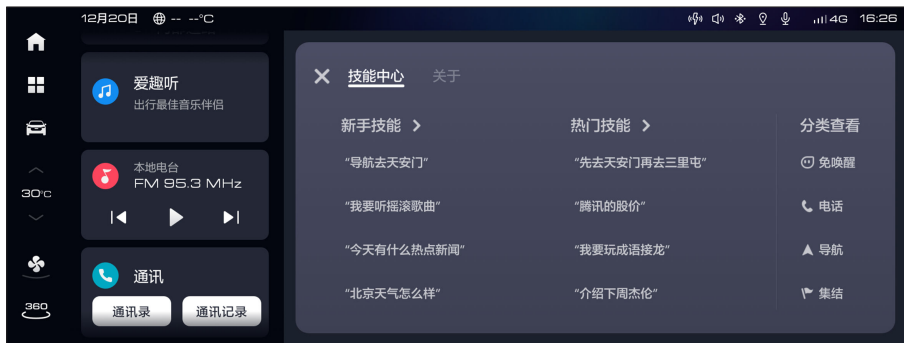 12月20日 -- --°C
4G 16:26
爱趣听
出行最佳音乐伴侣
本地电台
FM 95.3 MHz
30°C
通讯
通讯录 通讯记录
360
技能中心 关于
新手技能 热门技能 分类查看
“导航去天安门” “先去天安门再去三里屯” 免唤醒
“我要听摇滚歌曲” “腾讯的股价” 电话
“今天有什么热点新闻” “我要玩成语接龙” 导航
“北京天气怎么样” “介绍下周杰伦” 集结